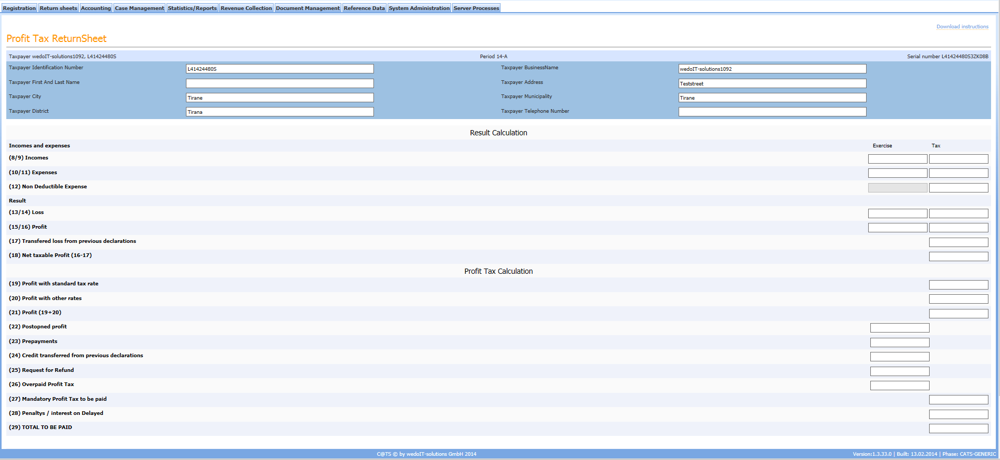 Registration Return sheets Accounting Case Management Statistics/Reports Revenue Collection Document Management Reference Data System Administration Server Processes
Download instructions
Profit Tax ReturnSheet
Taxpayer wedoIT-solutions1092, L41424480S Period 14-A Serial number L41424480S3ZK08B
Taxpayer Identification Number L41424480S Taxpayer BusinessName wedoIT-solutions1092
Taxpayer First And Last Name Taxpayer Address Teststreet
Taxpayer City Tirane Taxpayer Municipality Tirane
Taxpayer District Tirana Taxpayer Telephone Number
Result Calculation
Incomes and expenses Exercise Tax
(8/9) Incomes
(10/11) Expenses
(12) Non Deductible Expense
Result
(13/14) Loss
(15/16) Profit
(17) Transfered loss from previous declarations
(18) Net taxable Profit (16-17)
Profit Tax Calculation
(19) Profit with standard tax rate
(20) Profit with other rates
(21) Profit (19+20)
(22) Postopned profit
(23) Prepayments
(24) Credit transferred from previous declarations
(25) Request for Refund
(26) Overpaid Profit Tax
(27) Mandatory Profit Tax to be paid
(28) Penaltys / interest on Delayed
(29) TOTAL TO BE PAID
C@TS © by wedoIT-solutions GmbH 2014 Version:1.3.33.0 | Built: 13.02.2014 | Phase: CATS-GENERIC